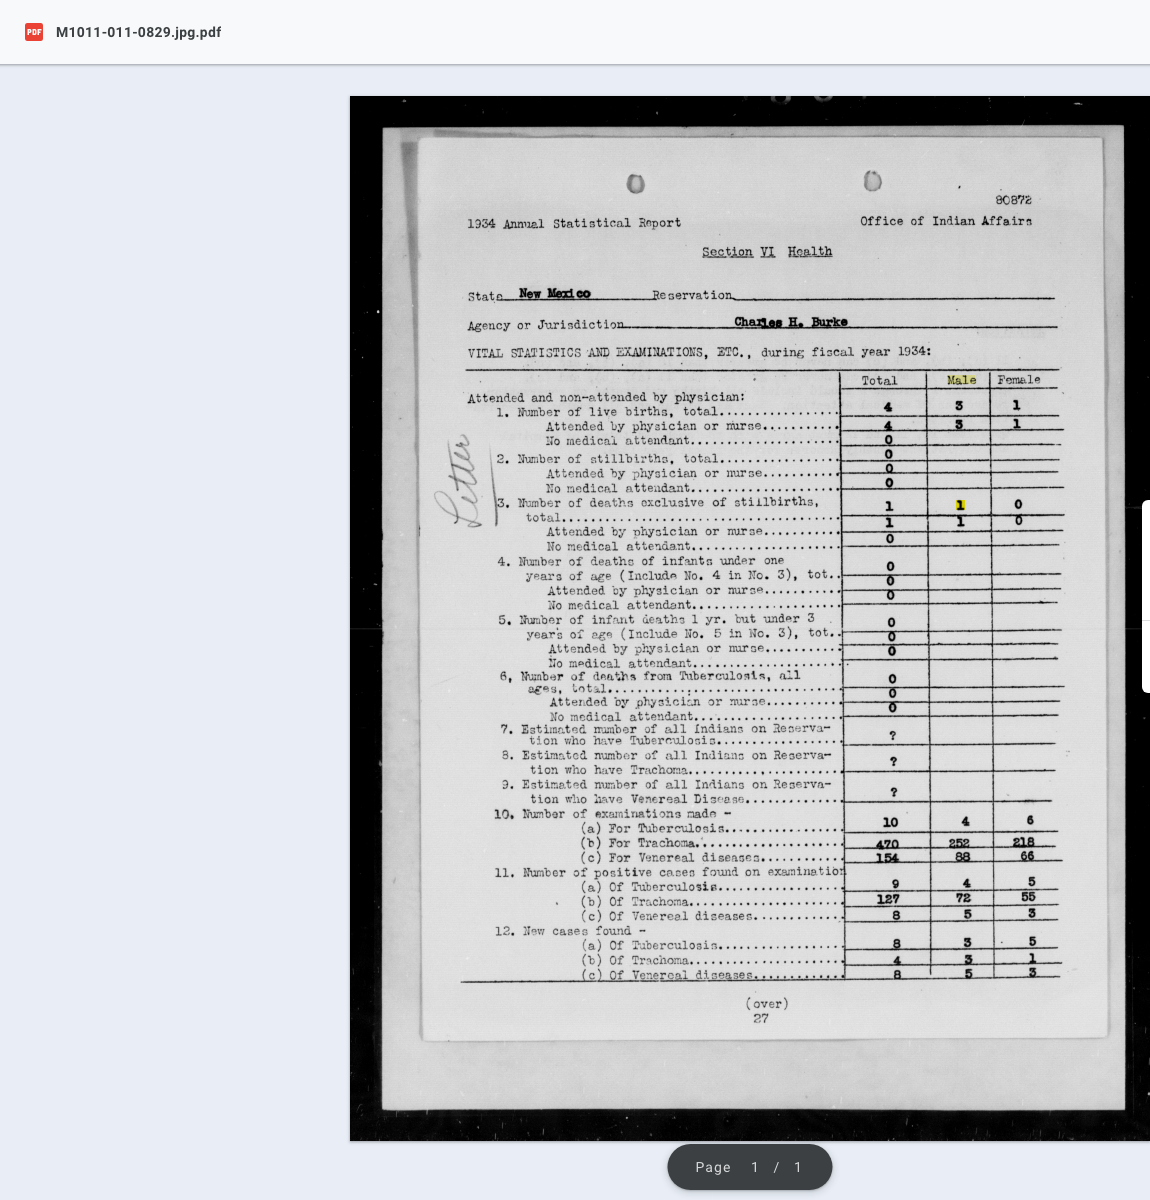 M1011-011-0829.jpg.pdf
80872
1934 Annual Statistical Report Office of Indian Affairs
Section VI Health
State New Mexico Reservation
Agency or Jurisdiction Charles H. Burke
VITAL STATISTICS AND EXAMINATIONS, ETC., during fiscal year 1934:
Total Male Female
Attended and non-attended by physician:
1. Number of live births, total................ 4 3 1
Attended by physician or nurse.......... 4 3 1
No medical attendant.................... 0
2. Number of stillbirths, total................ 0
Attended by physician or nurse.......... 0
No medical attendant.................... 0
3. Number of deaths exclusive of stillbirths, 1 1 0
total...................................... 1 1 0
Attended by physician or nurse.......... 0
No medical attendant....................
4. Number of deaths of infants under one 0
years of age (Include No. 4 in No. 3), tot.. 0
Attended by physician or nurse.......... 0
No medical attendant....................
5. Number of infant deaths 1 yr. but under 3 0
years of age (Include No. 5 in No. 3), tot.. 0
Attended by physician or nurse.......... 0
No medical attendant....................
6, Number of deaths from Tuberculosis, all 0
ages, total................................ 0
Attended by physician or nurse.......... 0
No medical attendant....................
7. Estimated number of all Indians on Reserva- ?
tion who have Tuberculosis.................
8. Estimated number of all Indians on Reserva- ?
tion who have Trachoma.....................
9. Estimated number of all Indians on Reserva- ?
tion who have Venereal Disease.............
10. Number of examinations made - 10 4 6
(a) For Tuberculosis................
(b) For Trachoma.................... 470 252 218
(c) For Venereal diseases........... 154 88 66
11. Number of positive cases found on examination 9 4 5
(a) Of Tuberculosis.................
(b) Of Trachoma..................... 127 72 55
(c) Of Venereal diseases............ 8 5 3
12. New cases found -
(a) Of Tuberculosis................. 8 3 5
(b) Of Trachoma..................... 4 3 1
(c) Of Venereal diseases............ 8 5 3
(over)
27
Page 1 / 1